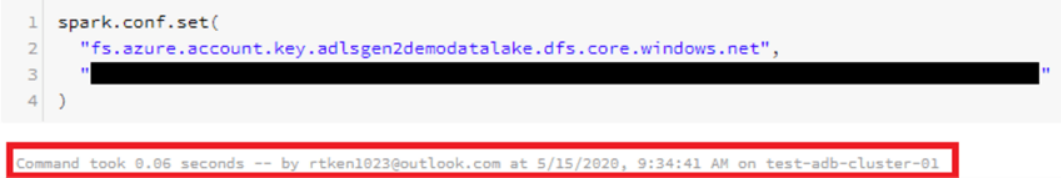 1 spark.conf.set(
2 "fs.azure.account.key.adlsgen2demodatalake.dfs.core.windows.net",
3 " "
4 )
Command took 0.06 seconds -- by rtken1023@outlook.com at 5/15/2020, 9:34:41 AM on test-adb-cluster-01